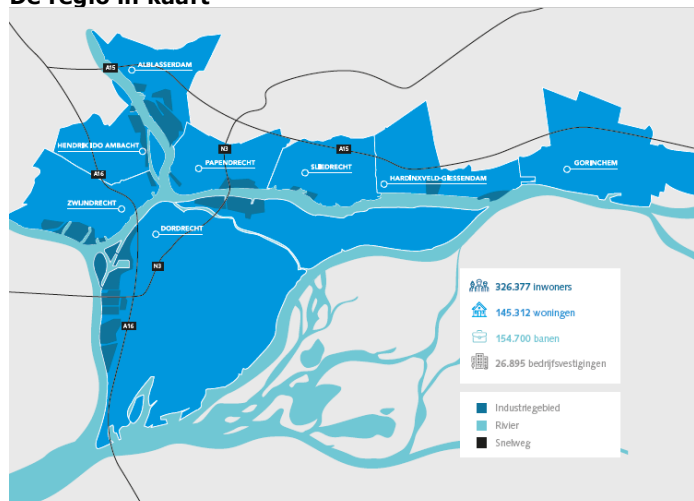 De regio in kaart
A15
ALBLASSERDAM
HENDRIK IDO AMBACHT
N3
A15
PAPENDRECHT
SLIEDRECHT
GORINCHEM
A16
HARDINXVELD-GIESSENDAM
ZWIJNDRECHT
DORDRECHT
N3
A16
326.377 inwoners
145.312 woningen
154.700 banen
26.895 bedrijfsvestigingen
Industriegebied
Rivier
Snelweg